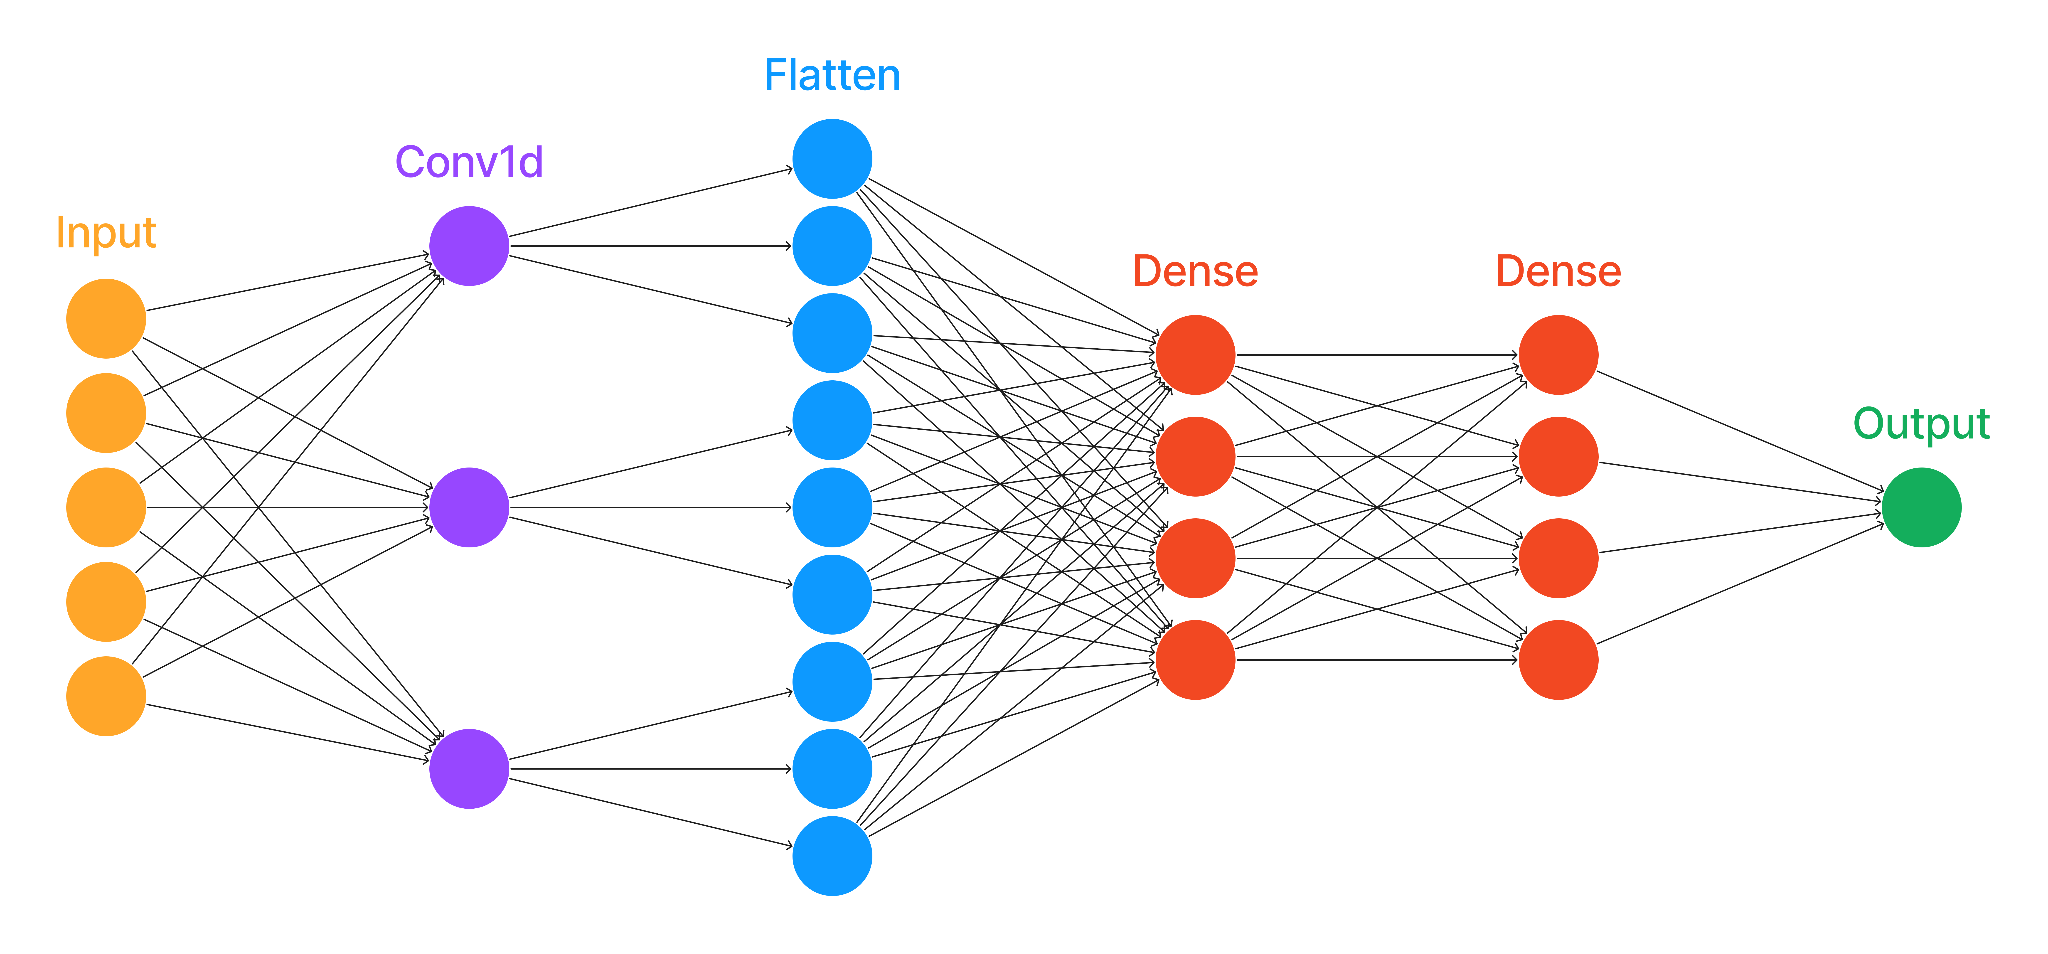 Input
Conv1d
Flatten
Dense
Dense
Output